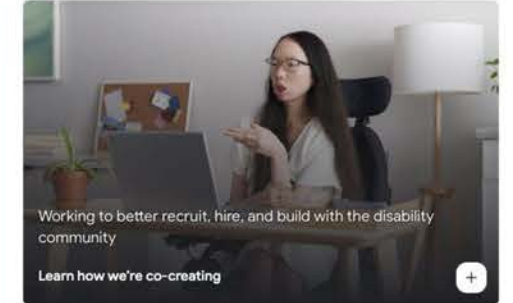 Working to better recruit, hire, and build with the disability
community
Learn how we're co-creating
+